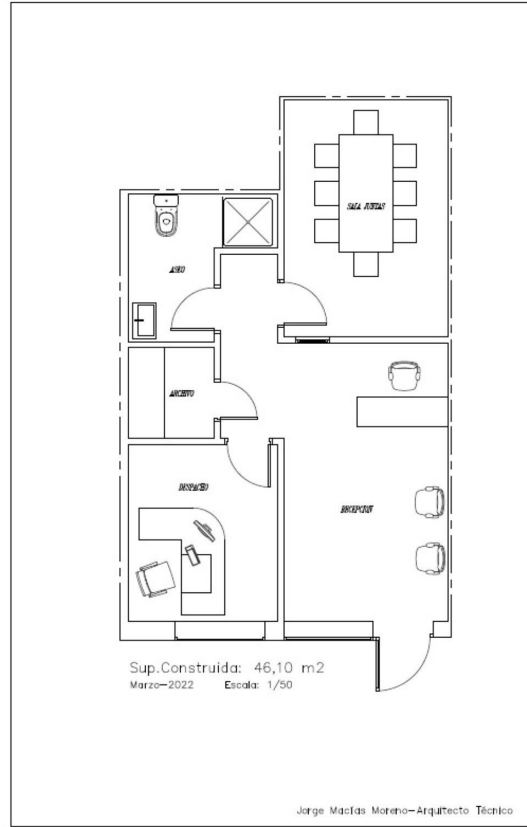 SALA JUNTAS
ASEO
ARCHIVO
DESPACHO
RECEPCION
Sup.Construida: 46,10 m2
Marzo-2022 Escala: 1/50
Jorge Macías Moreno-Arquitecto Técnico